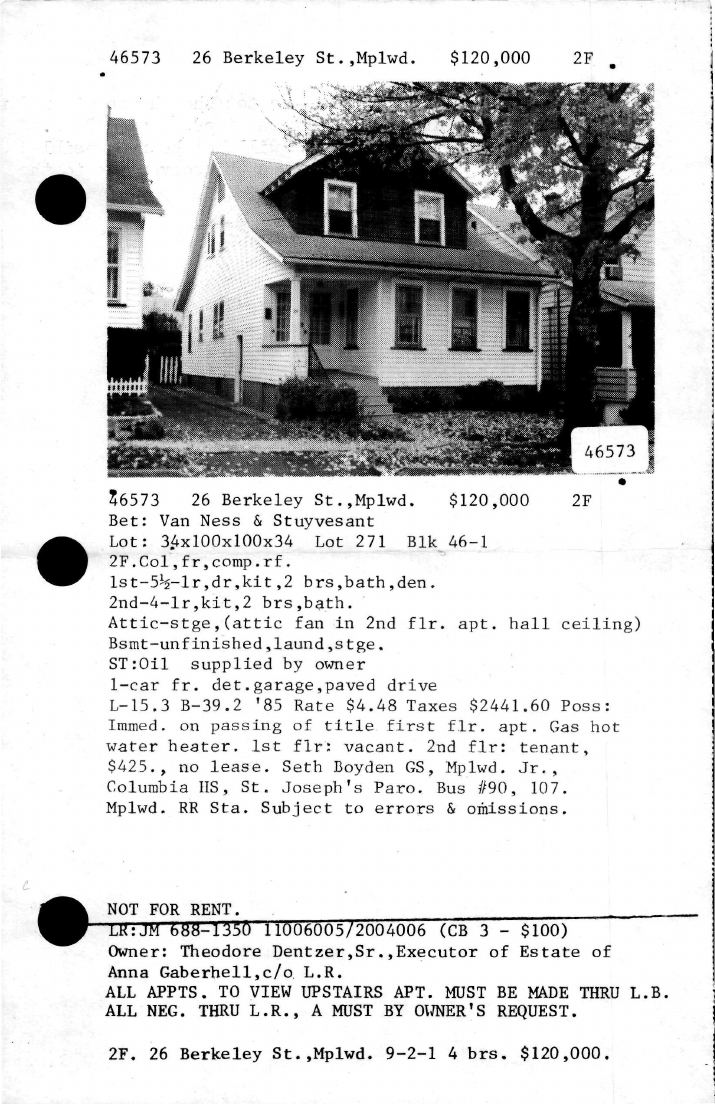 46573 26 Berkeley St.,Mplwd. $120,000 2F
46573
46573 26 Berkeley St.,Mplwd. $120,000 2F
Bet: Van Ness & Stuyvesant
Lot: 34x100x100x34 Lot 271 Blk 46-1
2F.Col,fr,comp.rf.
1st-5½-lr,dr,kit,2 brs,bath,den.
2nd-4-lr,kit,2 brs,bath.
Attic-stge,(attic fan in 2nd flr. apt. hall ceiling)
Bsmt-unfinished,laund,stge.
ST:Oil supplied by owner
1-car fr. det.garage,paved drive
L-15.3 B-39.2 '85 Rate $4.48 Taxes $2441.60 Poss:
Immed. on passing of title first flr. apt. Gas hot
water heater. 1st flr: vacant. 2nd flr: tenant,
$425., no lease. Seth Boyden GS, Mplwd. Jr.,
Columbia HS, St. Joseph's Paro. Bus #90, 107.
Mplwd. RR Sta. Subject to errors & omissions.
NOT FOR RENT.
LR:JM 688-1350 11006005/2004006 (CB 3 - $100)
Owner: Theodore Dentzer,Sr.,Executor of Estate of
Anna Gaberhell,c/o L.R.
ALL APPTS. TO VIEW UPSTAIRS APT. MUST BE MADE THRU L.B.
ALL NEG. THRU L.R., A MUST BY OWNER'S REQUEST.
2F. 26 Berkeley St.,Mplwd. 9-2-1 4 brs. $120,000.